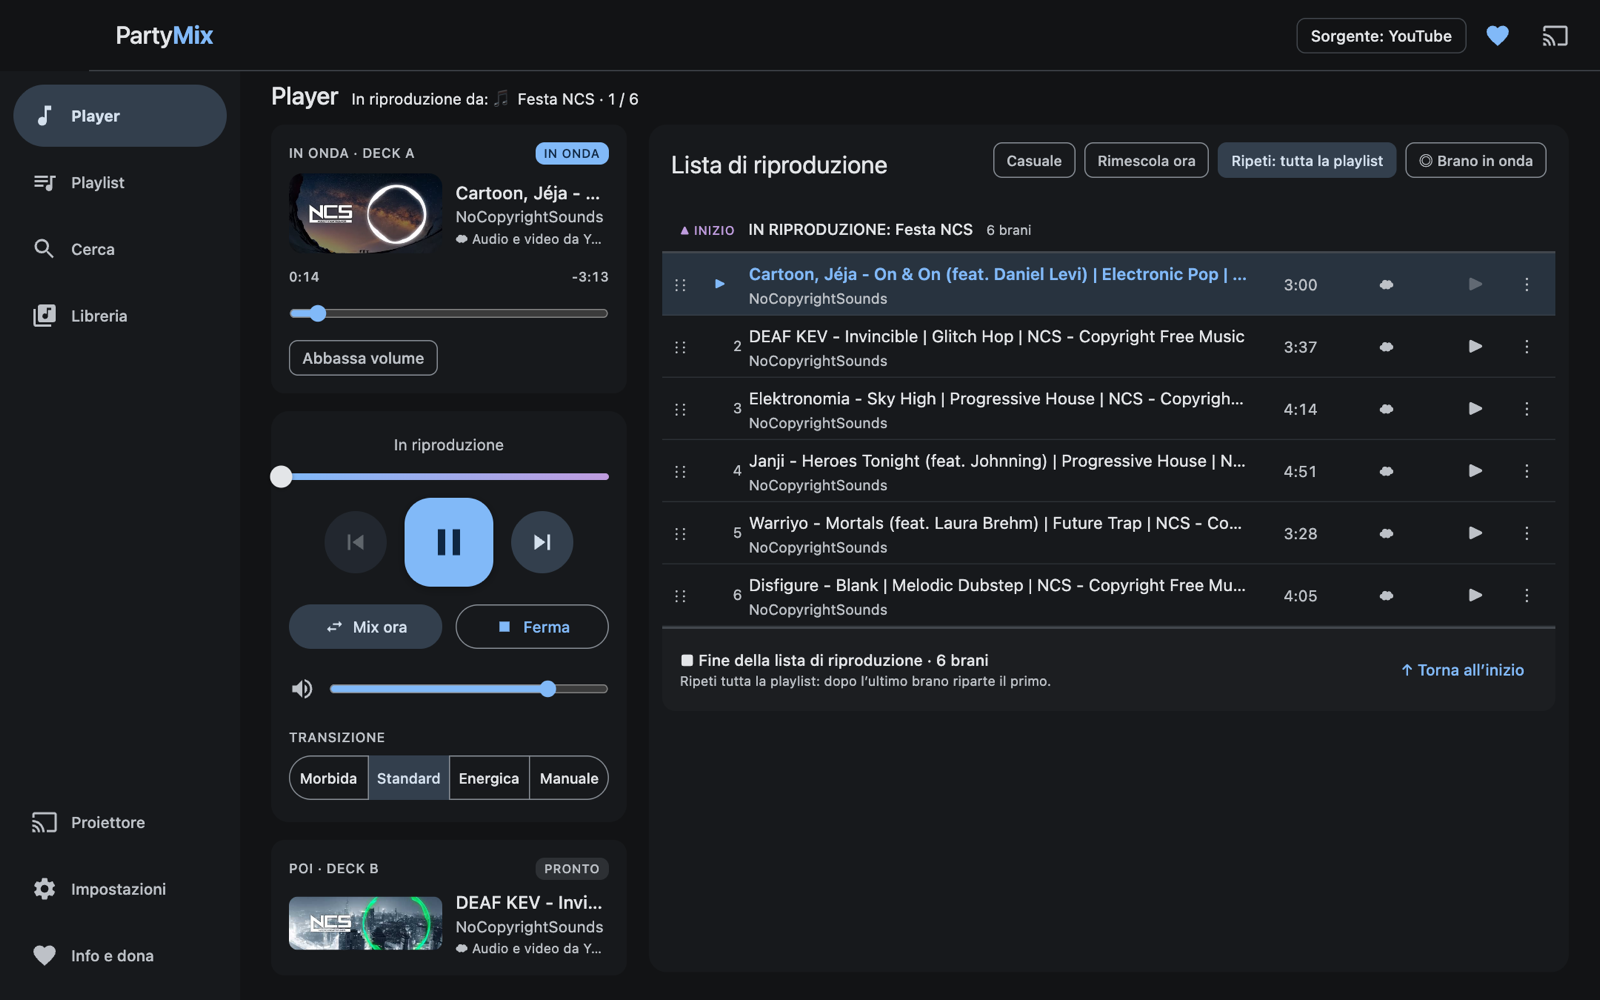 PartyMix
Sorgente: YouTube
Player
Playlist
Cerca
Libreria
Proiettore
Impostazioni
Info e dona
Player In riproduzione da: 🎵 Festa NCS · 1 / 6
IN ONDA · DECK A
IN ONDA
NCS
Cartoon, Jéja - ...
NoCopyrightSounds
Audio e video da Y...
0:14
-3:13
Abbassa volume
In riproduzione
Mix ora
Ferma
TRANSIZIONE
Morbida
Standard
Energica
Manuale
POI · DECK B
PRONTO
NCS
DEAF KEV - Invi...
NoCopyrightSounds
Audio e video da Y...
Lista di riproduzione
Casuale
Rimescola ora
Ripeti: tutta la playlist
◎ Brano in onda
▲ INIZIO IN RIPRODUZIONE: Festa NCS 6 brani
Cartoon, Jéja - On & On (feat. Daniel Levi) | Electronic Pop | ...
NoCopyrightSounds
3:00
2 DEAF KEV - Invincible | Glitch Hop | NCS - Copyright Free Music
NoCopyrightSounds
3:37
3 Elektronomia - Sky High | Progressive House | NCS - Copyrigh...
NoCopyrightSounds
4:14
4 Janji - Heroes Tonight (feat. Johnning) | Progressive House | N...
NoCopyrightSounds
4:51
5 Warriyo - Mortals (feat. Laura Brehm) | Future Trap | NCS - Co...
NoCopyrightSounds
3:28
6 Disfigure - Blank | Melodic Dubstep | NCS - Copyright Free Mu...
NoCopyrightSounds
4:05
Fine della lista di riproduzione · 6 brani
Ripeti tutta la playlist: dopo l’ultimo brano riparte il primo.
↑ Torna all’inizio